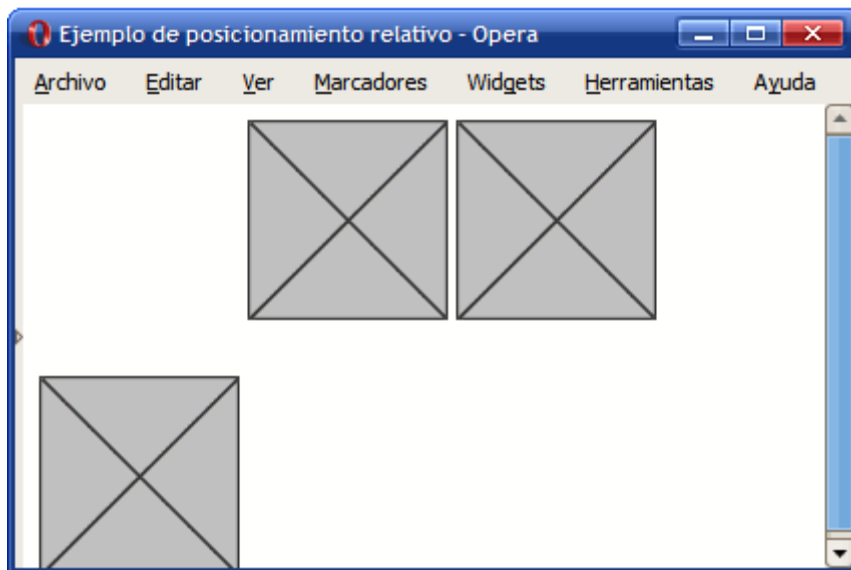 Ejemplo de posicionamiento relativo - Opera
Archivo Editar Ver Marcadores Widgets Herramientas Ayuda